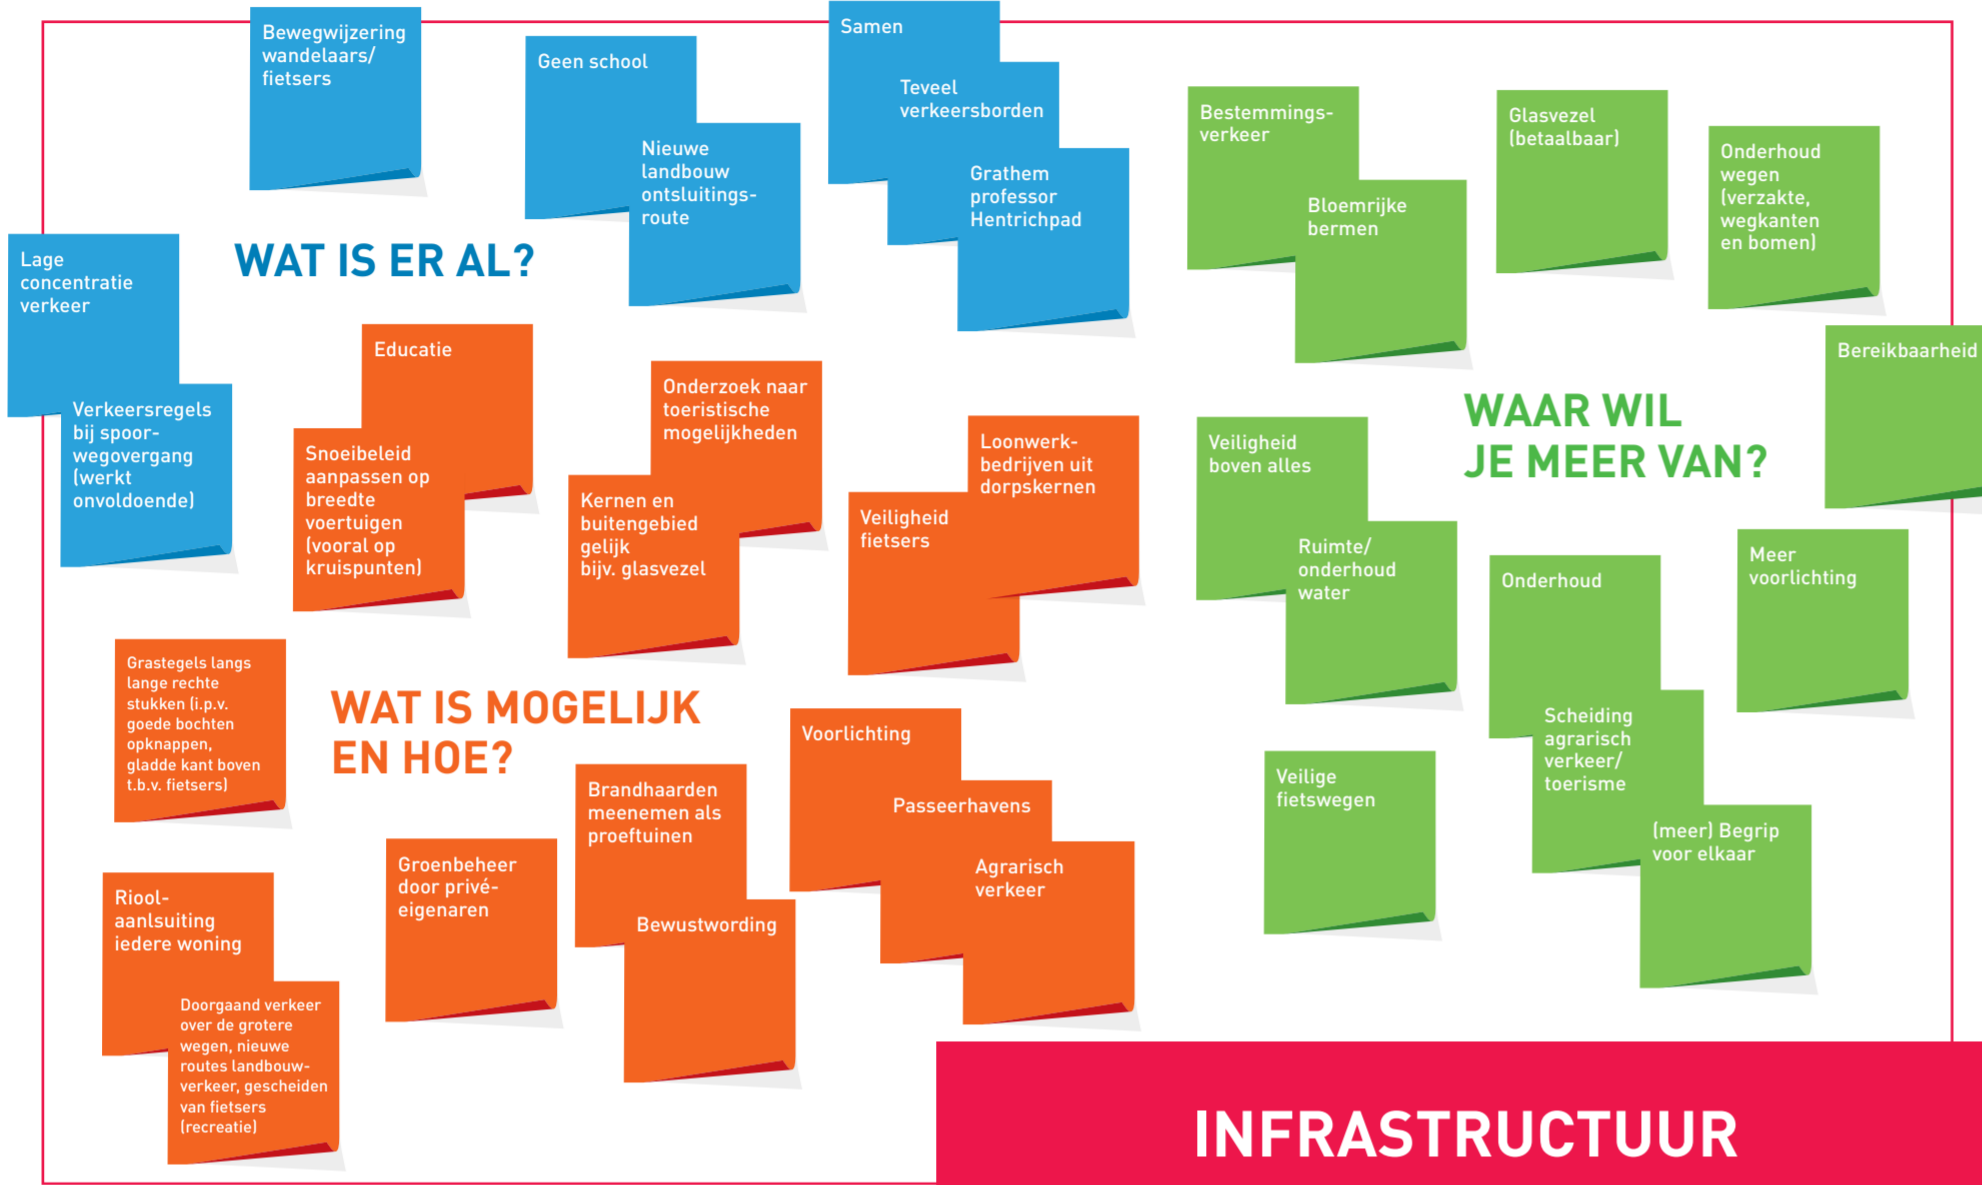 Bewegwijzering
wandelaars/
fietsers
Geen school
Nieuwe
landbouw
ontsluitings-
route
Samen
Teveel
verkeersborden
Grathem
professor
Hentrichpad
WAT IS ER AL?
Lage
concentratie
verkeer
Verkeersregels
bij spoor-
wegovergang
(werkt
onvoldoende)
Bestemmings-
verkeer
Bloemrijke
bermen
Glasvezel
(betaalbaar)
Onderhoud
wegen
(verzakte,
wegkanten
en bomen)
Bereikbaarheid
WAAR WIL
JE MEER VAN?
Veiligheid
boven alles
Ruimte/
onderhoud
water
Onderhoud
Scheiding
agrarisch
verkeer/
toerisme
(meer) Begrip
voor elkaar
Meer
voorlichting
Veilige
fietswegen
Educatie
Snoeibeleid
aanpassen op
breedte
voertuigen
(vooral op
kruispunten)
Onderzoek naar
toeristische
mogelijkheden
Kernen en
buitengebied
gelijk
bijv. glasvezel
Loonwerk-
bedrijven uit
dorpskernen
Veiligheid
fietsers
Grastegels langs
lange rechte
stukken (i.p.v.
goede bochten
opknappen,
gladde kant boven
t.b.v. fietsers)
WAT IS MOGELIJK
EN HOE?
Voorlichting
Passeerhavens
Agrarisch
verkeer
Brandhaarden
meenemen als
proeftuinen
Bewustwording
Groenbeheer
door privé-
eigenaren
Riool-
aanlsuiting
iedere woning
Doorgaand verkeer
over de grotere
wegen, nieuwe
routes landbouw-
verkeer, gescheiden
van fietsers
(recreatie)
INFRASTRUCTUUR